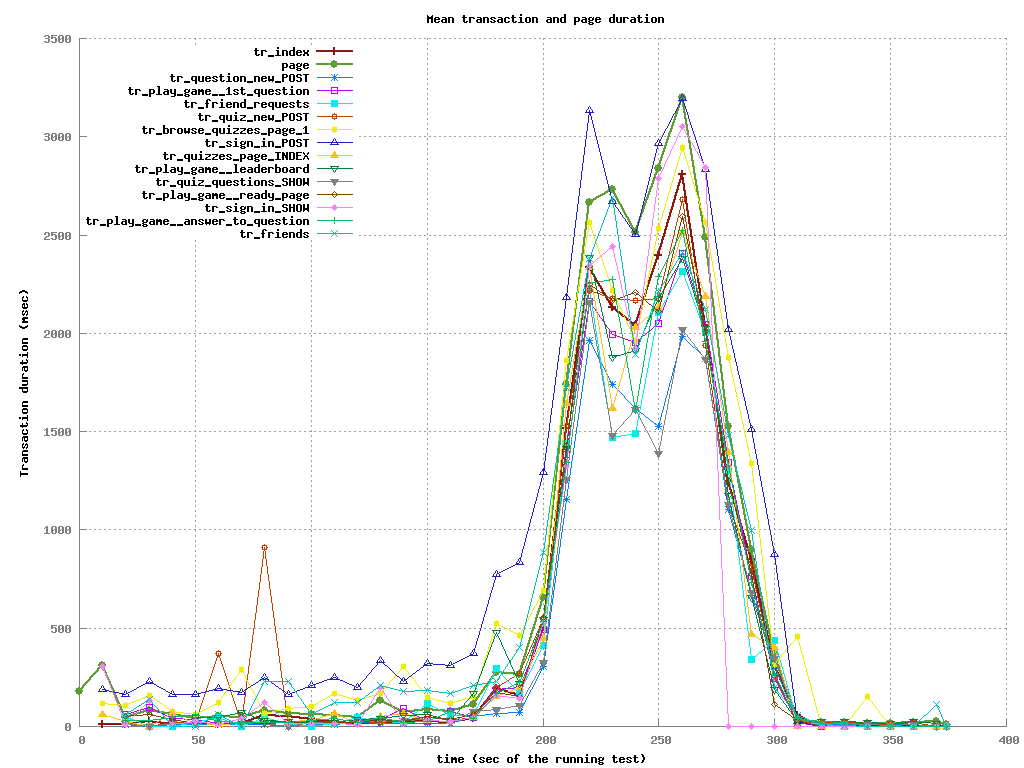 Mean transaction and page duration
3500
3000
2500
2000
1500
1000
500
0
Transaction duration (msec)
tr_index
page
tr_question_new_POST
tr_play_game__1st_question
tr_friend_requests
tr_quiz_new_POST
tr_browse_quizzes_page_1
tr_sign_in_POST
tr_quizzes_page_INDEX
tr_play_game__leaderboard
tr_quiz_questions_SHOW
tr_play_game__ready_page
tr_sign_in_SHOW
tr_play_game__answer_to_question
tr_friends
0 50 100 150 200 250 300 350 400
time (sec of the running test)